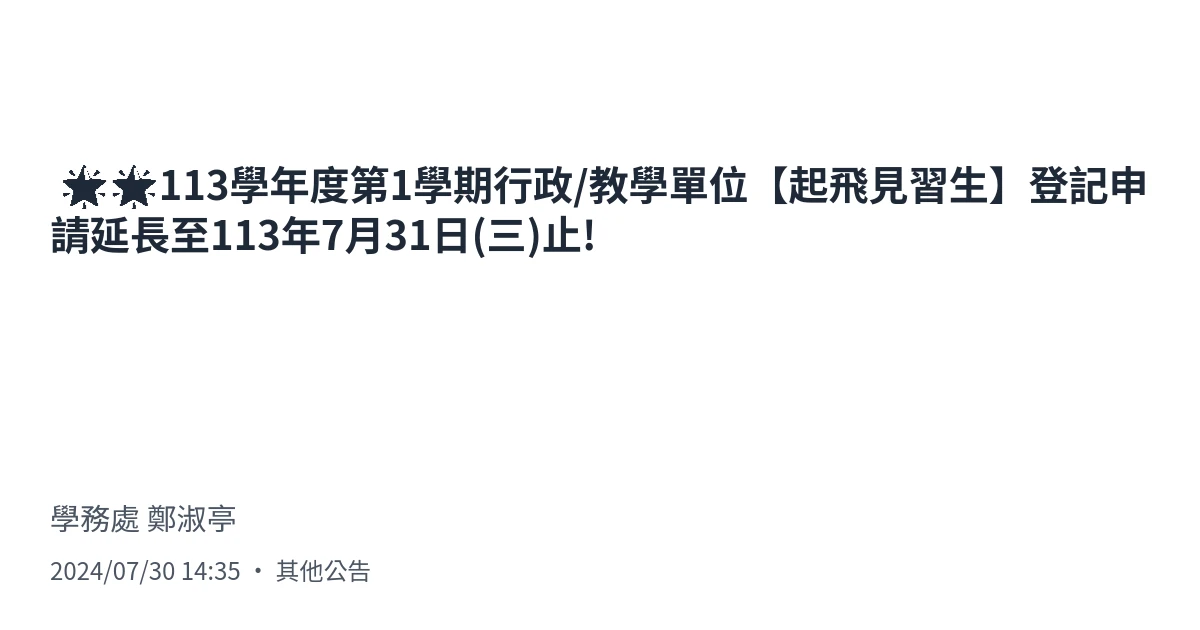 🌟🌟113學年度第1學期行政/教學單位【起飛見習生】登記申
請延長至113年7月31日(三)止!
學務處 鄭淑亭
2024/07/30 14:35 · 其他公告